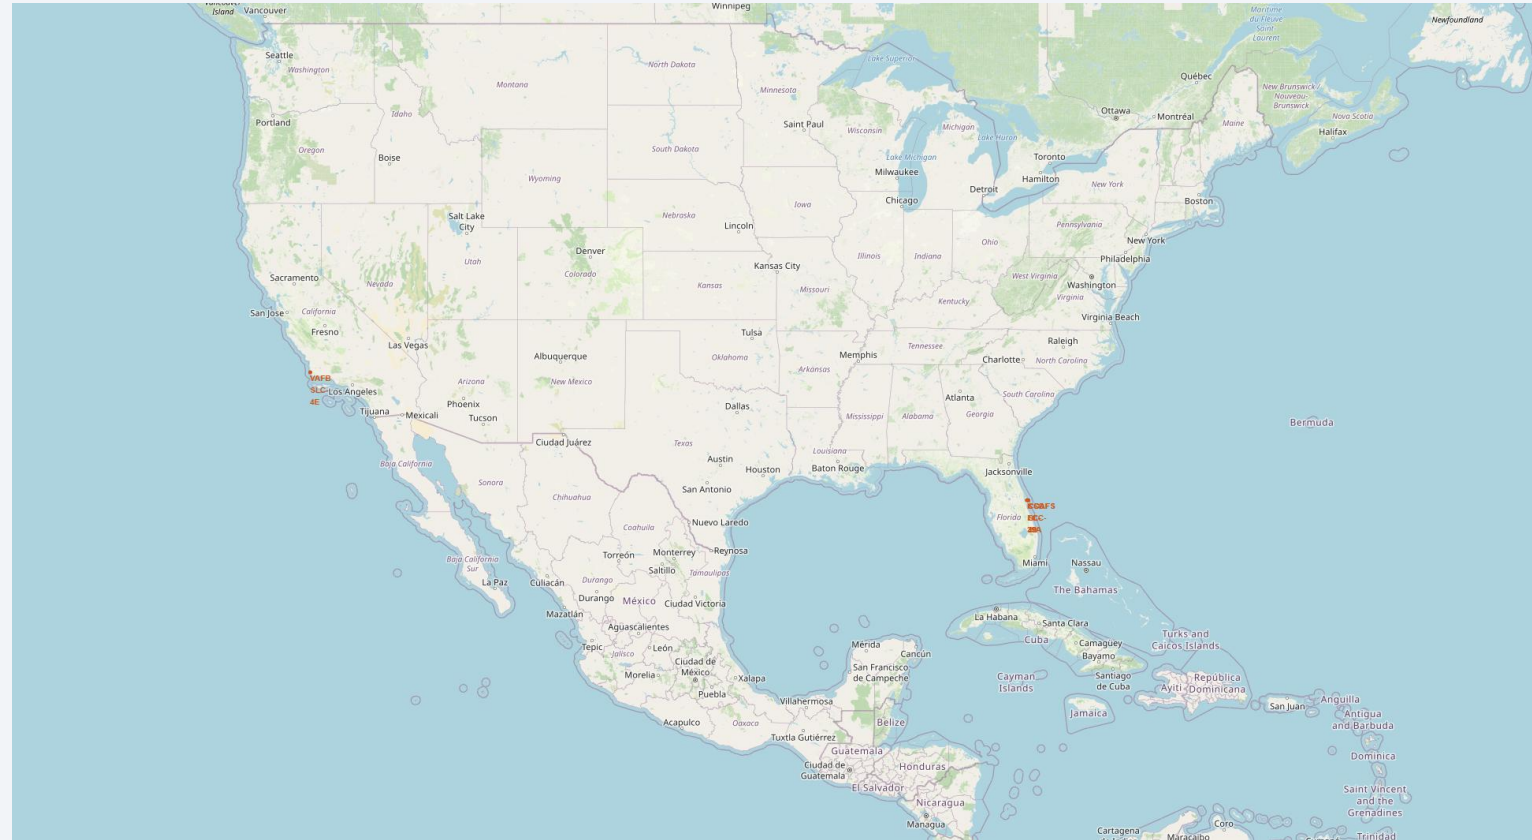 Vancouver
Island
Vancouver
Winnipeg
Maritime
du Fleuve
Saint
Laurent
Newfoundland
Seattle
Washington
North Dakota
Lake Superior
Montana
Québec
Minnesota
New Brunswick /
Nouveau-
Brunswick
Idaho
Ottawa
Montréal
Nova Scotia
Portland
Saint Paul
Wisconsin
Michigan
Lake Huron
Maine
Halifax
Oregon
Boise
South Dakota
Lake Michigan
Toronto
Milwaukee
Hamilton
Wyoming
Detroit
New York
Iowa
Chicago
Boston
Salt Lake
City
Nebraska
Lincoln
Pennsylvania
New York
Denver
Ohio
Utah
Colorado
Kansas City
Illinois
Indiana
Philadelphia
Sacramento
Nevada
Kansas
Missouri
West Virginia
Washington
Virginia
San Jose
California
Kentucky
Virginia Beach
Fresno
Las Vegas
Tulsa
Raleigh
Albuquerque
Oklahoma
Memphis
Tennessee
Charlotte
North Carolina
VAFB
SLC-
4E
Los Angeles
Arizona
New Mexico
Arkansas
Phoenix
Tucson
Tijuana
Mexicali
Dallas
Mississippi
Alabama
Atlanta
Georgia
South Carolina
Bermuda
Ciudad Juárez
Texas
Louisiana
Baja California
Austin
Houston
Baton Rouge
Jacksonville
Sonora
Chihuahua
San Antonio
Florida
Coahuila
Nuevo Laredo
Baja California
Sur
Torreón
Monterrey
Saltillo
Reynosa
Tamaulipas
Miami
Nassau
The Bahamas
La Paz
Culiacán
Durango
Durango
México
Ciudad Victoria
Mazatlán
La Habana
Santa Clara
Aguascalientes
Cuba
Camaguey
Bayamo
Turks and
Caicos Islands
Tepic
Jalisco
León
Mérida
Cancún
Ciudad de
México
San Francisco
de Campeche
Morelia
Xalapa
Cayman
Islands
Santiago
de Cuba
Ayiti
República
Dominicana
Puebla
Villahermosa
San Juan
Anguilla
Acapulco
Oaxaca
Belize
Jamaica
Antigua
and Barbuda
Tuxtla Gutiérrez
Guatemala
Dominica
Ciudad de
Guatemala
Honduras
El Salvador
Saint Vincent
and the
Grenadines
Nicaragua
Managua
Cartagena
Maracaibo
Coro
Trinidad